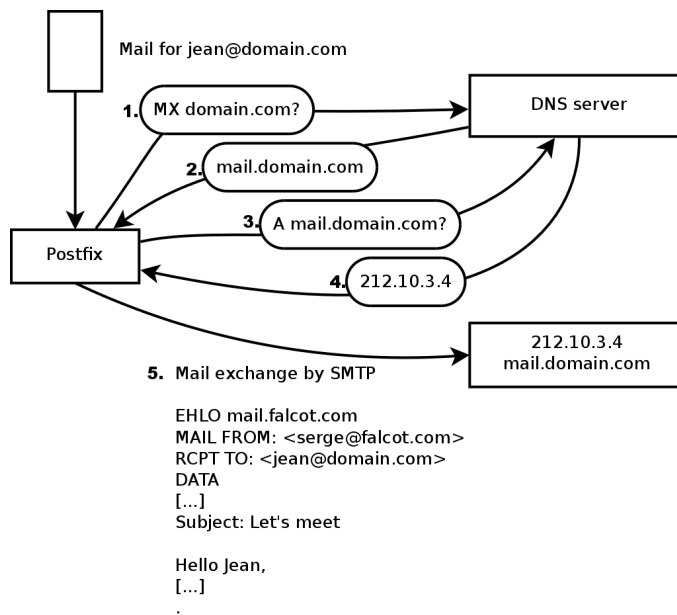 Mail for jean@domain.com
1. MX domain.com?
DNS server
2. mail.domain.com
3. A mail.domain.com?
Postfix
4. 212.10.3.4
212.10.3.4
mail.domain.com
5. Mail exchange by SMTP
EHLO mail.falcot.com
MAIL FROM: <serge@falcot.com>
RCPT TO: <jean@domain.com>
DATA
[...]
Subject: Let's meet
Hello Jean,
[...]
.